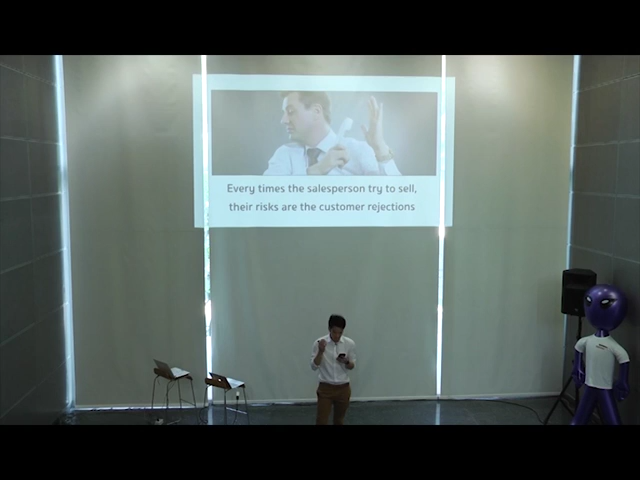 Every times the salesperson try to sell,
their risks are the customer rejections